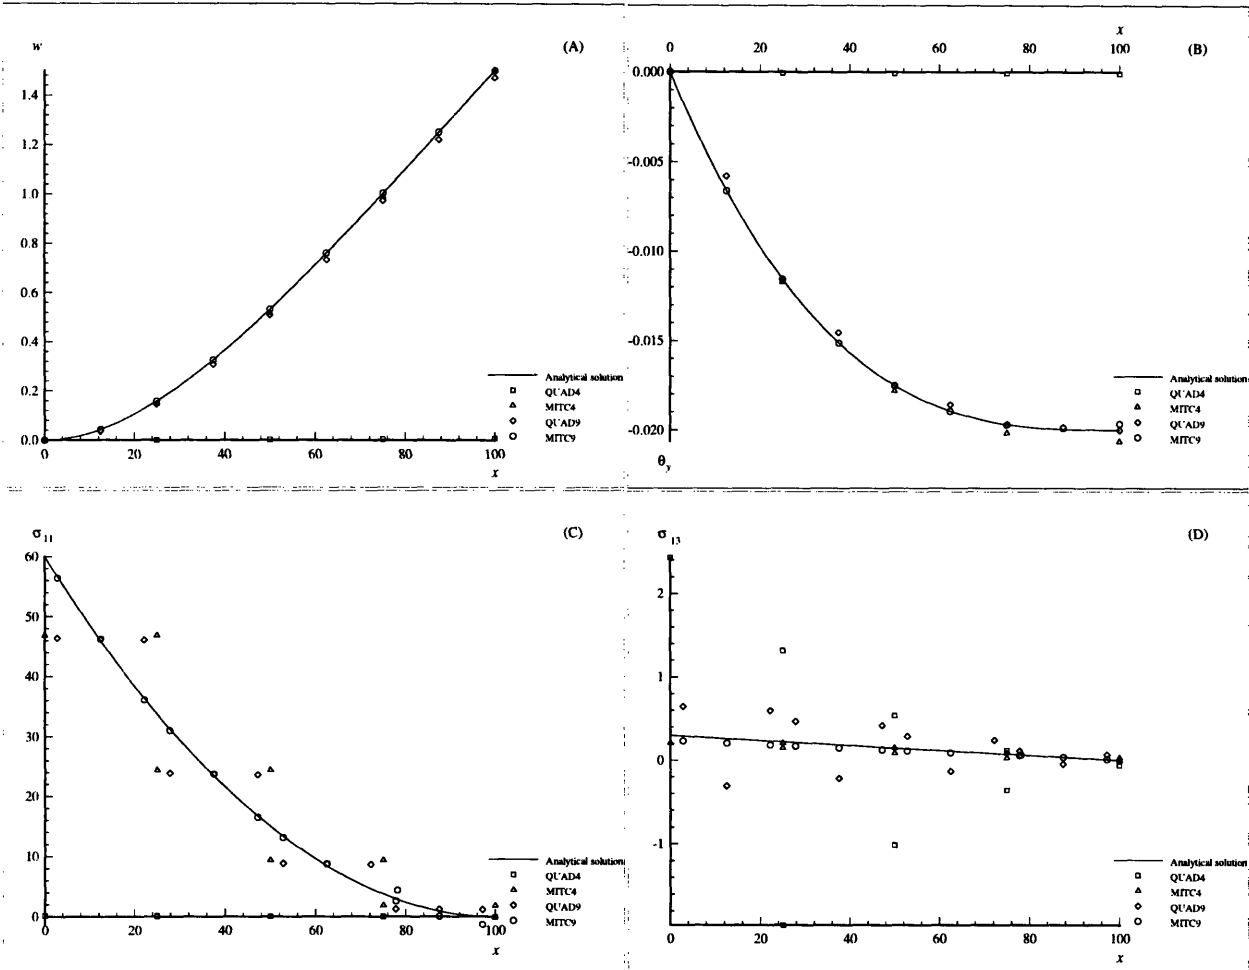 w
(A)
1.4
1.2
1.0
0.8
0.6
0.4
0.2
0.0
0 20 40 60 80 100
x
Analytical solution
QUAD4
MITC4
QUAD9
MITC9
x
(B)
0 20 40 60 80 100
0.000
-0.005
-0.010
-0.015
-0.020
θy
Analytical solution
QUAD4
MITC4
QUAD9
MITC9
σ11
(C)
60
50
40
30
20
10
0
0 20 40 60 80 100
x
Analytical solution
QUAD4
MITC4
QUAD9
MITC9
σ13
(D)
2
1
0
-1
0 20 40 60 80 100
x
Analytical solution
QUAD4
MITC4
QUAD9
MITC9